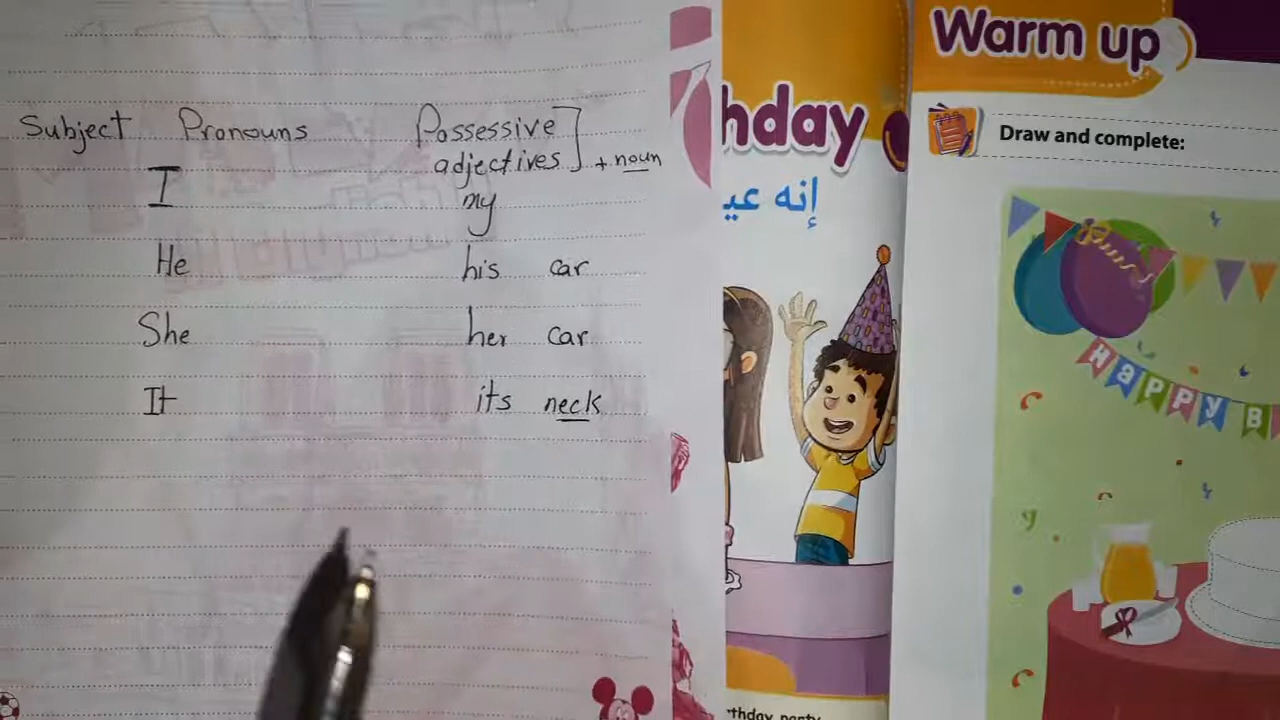 Subject Pronouns Possessive
adjectives + noun
I my
He his car
She her car
It its neck
hday
إنه عي
rthday party
Warm up
Draw and complete:
HAPPY B